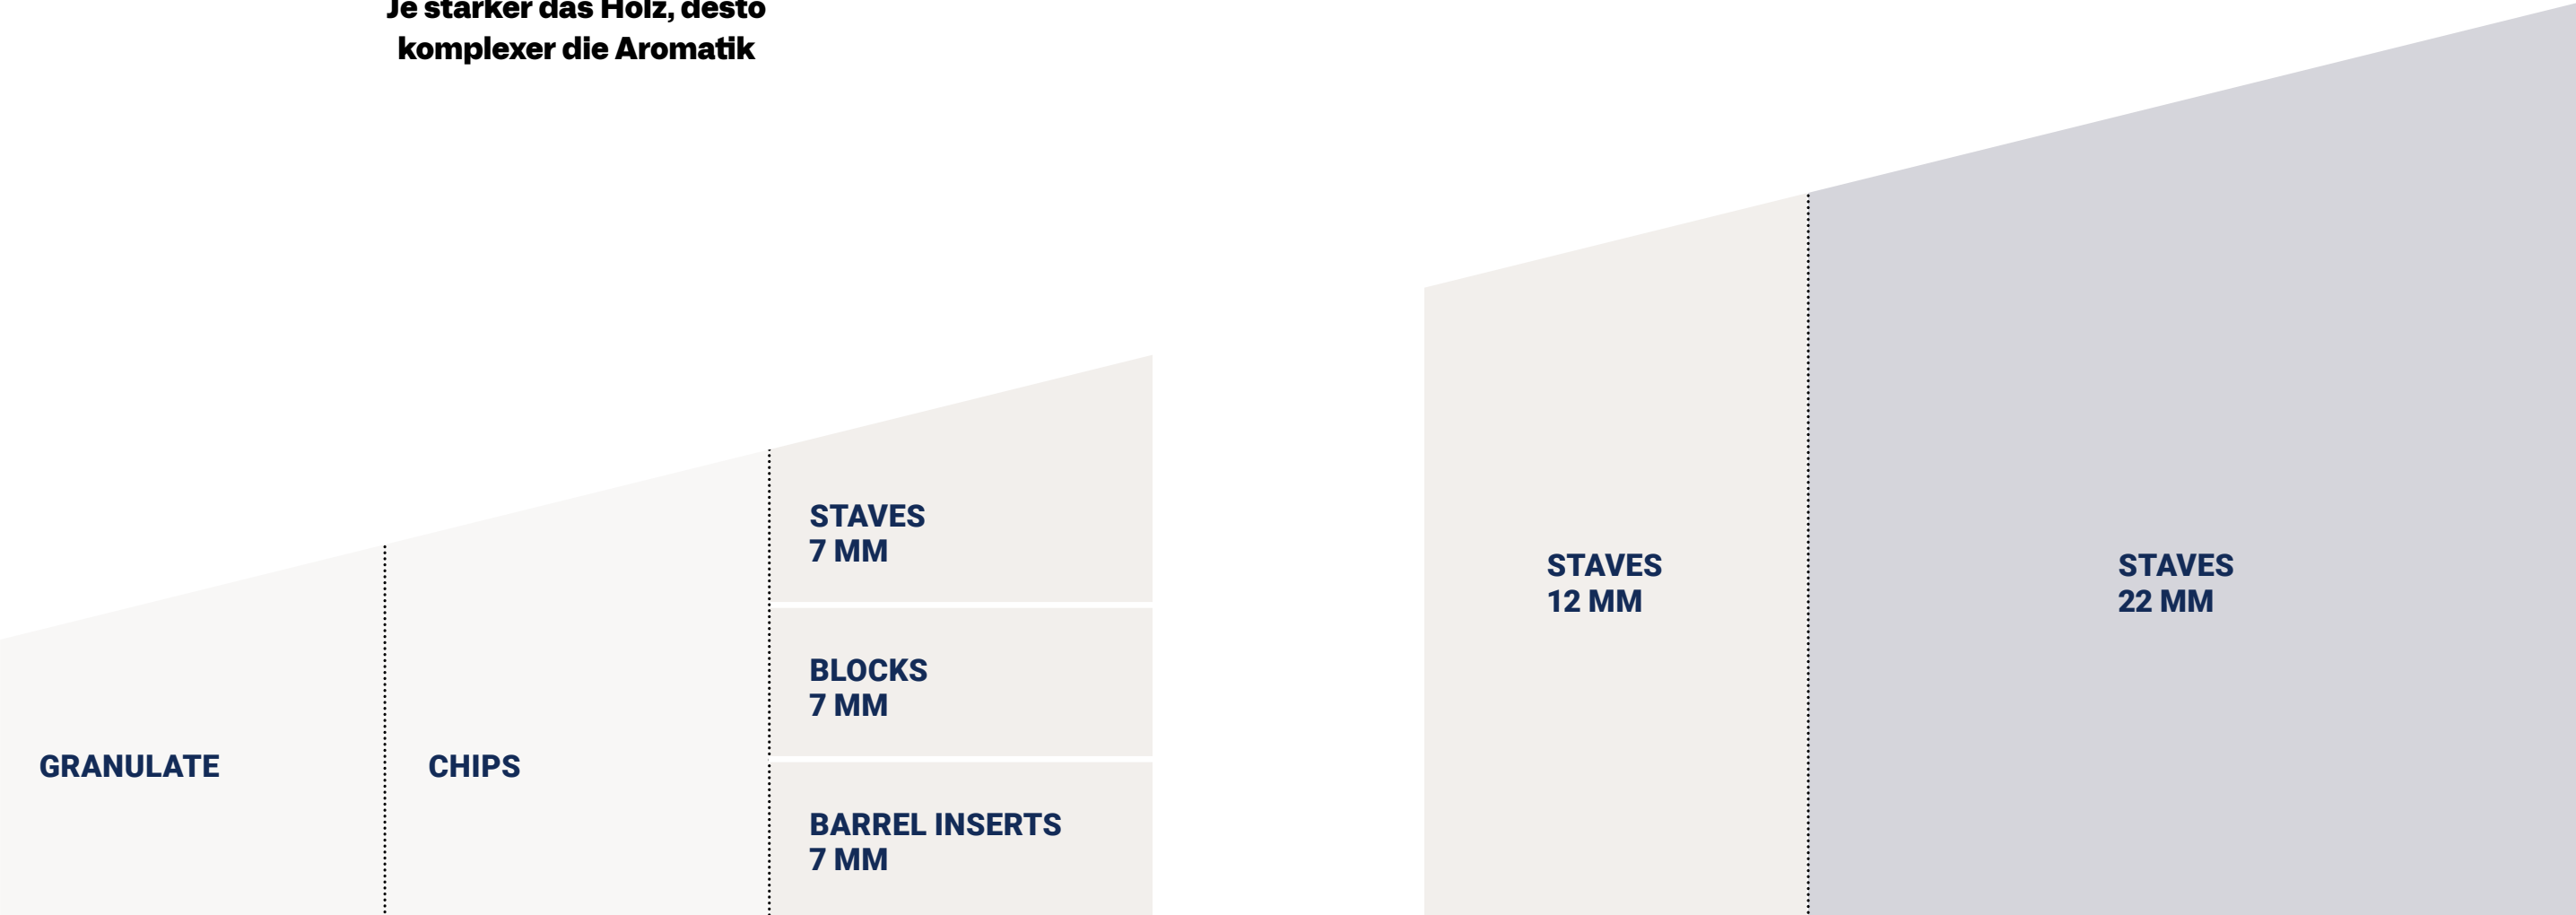 Je stärker das Holz, desto
komplexer die Aromatik
STAVES
7 MM
BLOCKS
7 MM
BARREL INSERTS
7 MM
GRANULATE
CHIPS
STAVES
12 MM
STAVES
22 MM